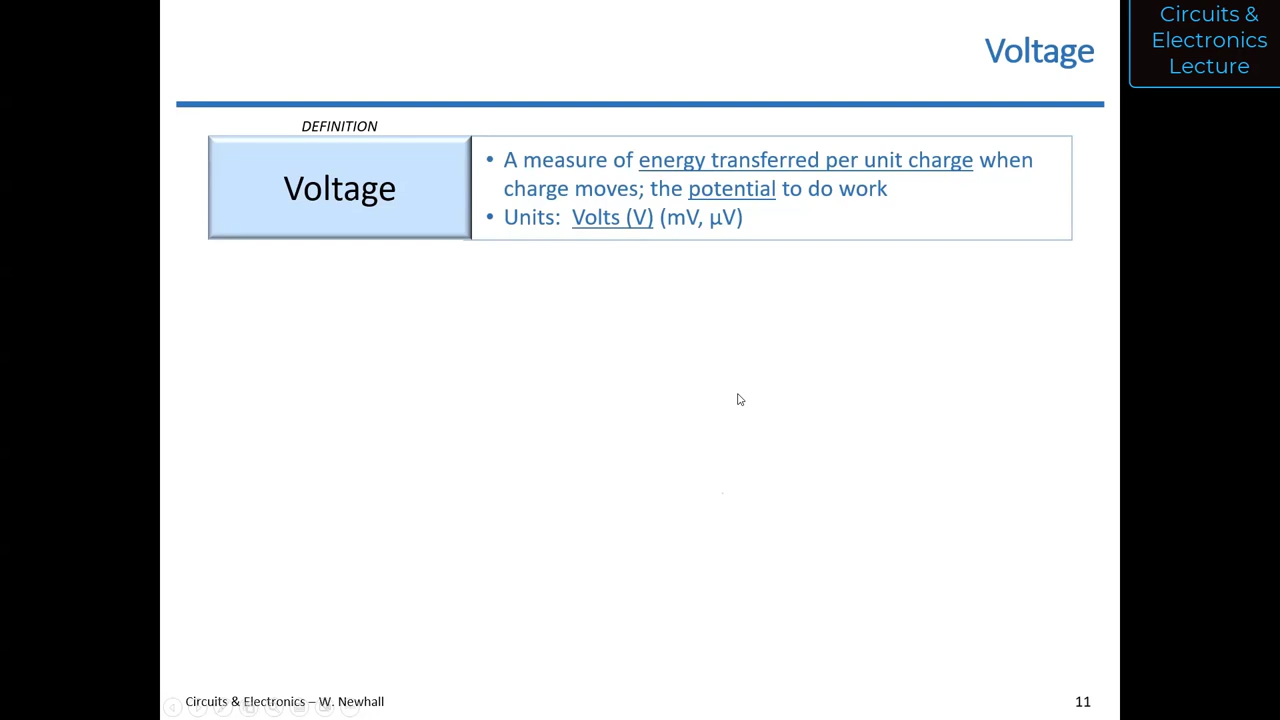 Circuits &
Electronics
Lecture
Voltage
DEFINITION
Voltage
• A measure of energy transferred per unit charge when
charge moves; the potential to do work
• Units: Volts (V) (mV, µV)
Circuits & Electronics – W. Newhall
11